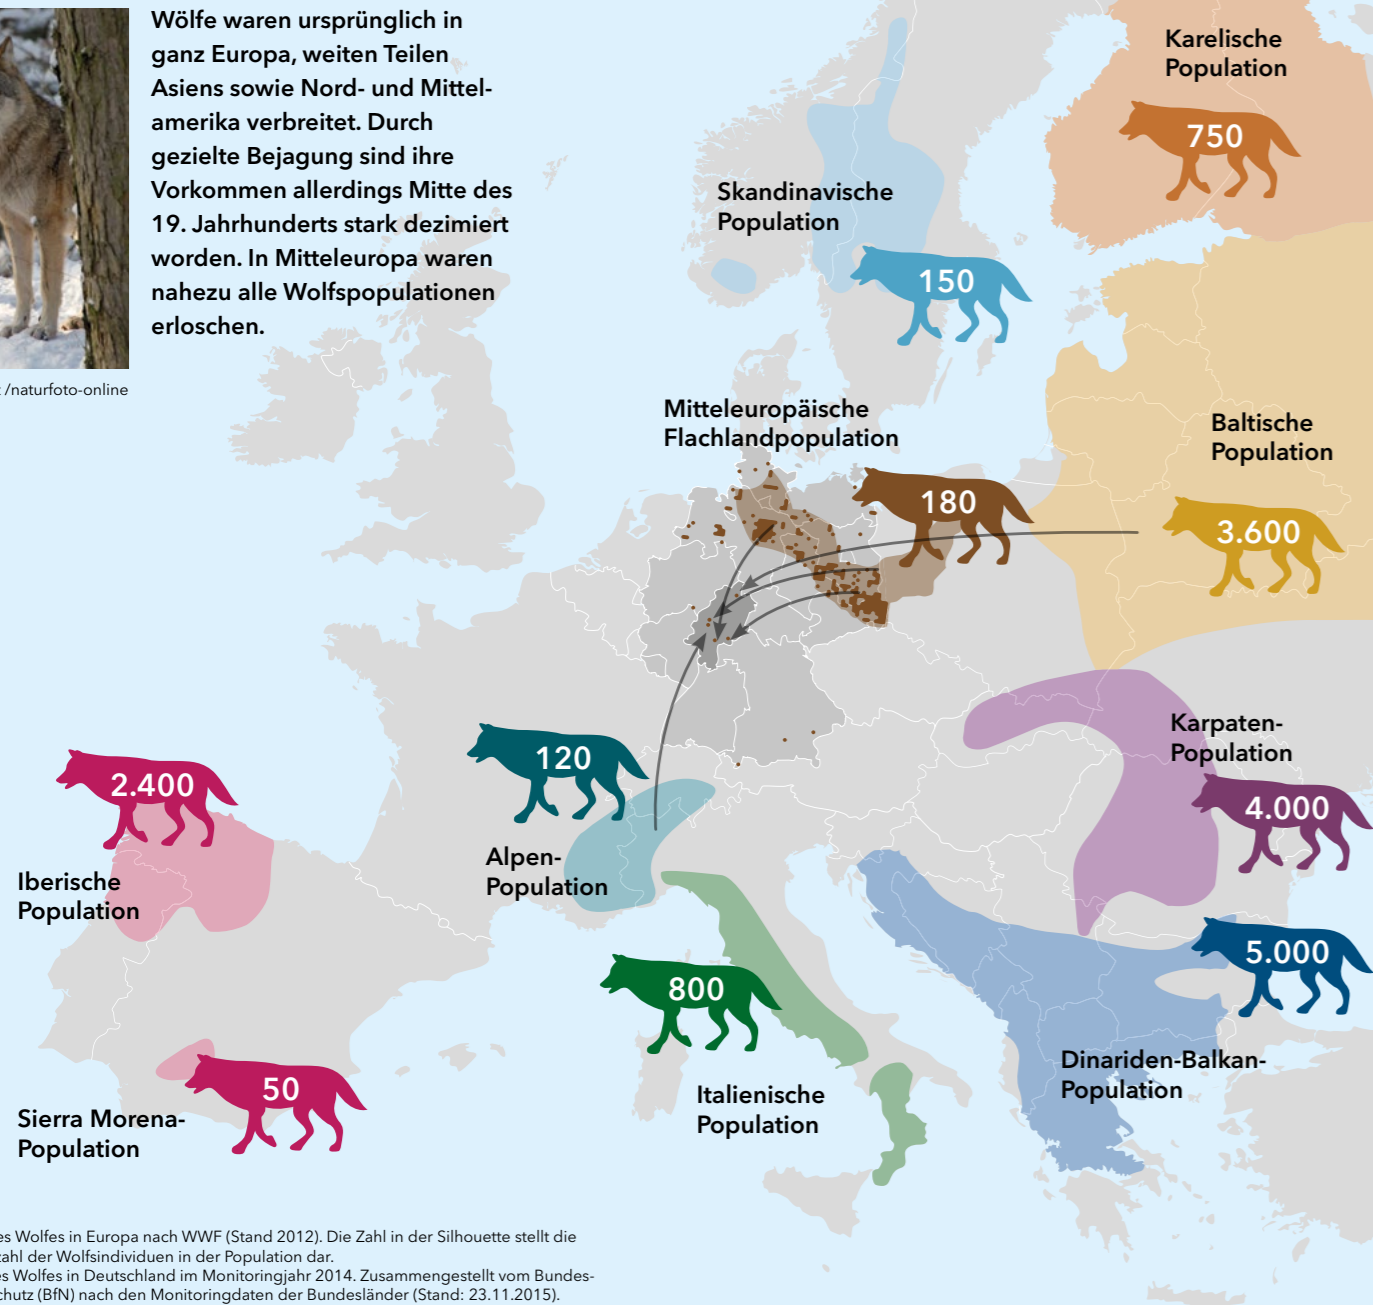 Wölfe waren ursprünglich in
ganz Europa, weiten Teilen
Asiens sowie Nord- und Mittel-
amerika verbreitet. Durch
gezielte Bejagung sind ihre
Vorkommen allerdings Mitte des
19. Jahrhunderts stark dezimiert
worden. In Mitteleuropa waren
nahezu alle Wolfspopulationen
erloschen.
/naturfoto-online
Karelische
Population
750
Skandinavische
Population
150
Mitteleuropäische
Flachlandpopulation
180
Baltische
Population
3.600
Karpaten-
Population
4.000
120
Alpen-
Population
2.400
Iberische
Population
800
Italienische
Population
5.000
Dinariden-Balkan-
Population
50
Sierra Morena-
Population
es Wolfes in Europa nach WWF (Stand 2012). Die Zahl in der Silhouette stellt die
zahl der Wolfsindividuen in der Population dar.
es Wolfes in Deutschland im Monitoringjahr 2014. Zusammengestellt vom Bundes-
chutz (BfN) nach den Monitoringdaten der Bundesländer (Stand: 23.11.2015).